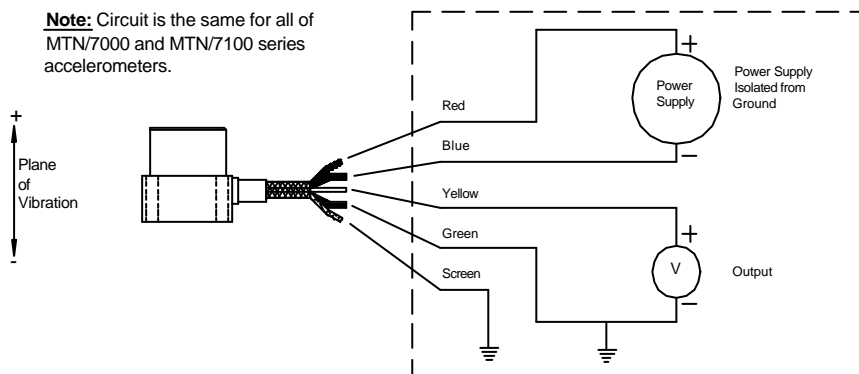 Note: Circuit is the same for all of
MTN/7000 and MTN/7100 series
accelerometers.
+
Plane
of
Vibration
-
Red
Blue
Yellow
Green
Screen
+
Power
Supply
−
Power Supply
Isolated from
Ground
+
V
−
Output